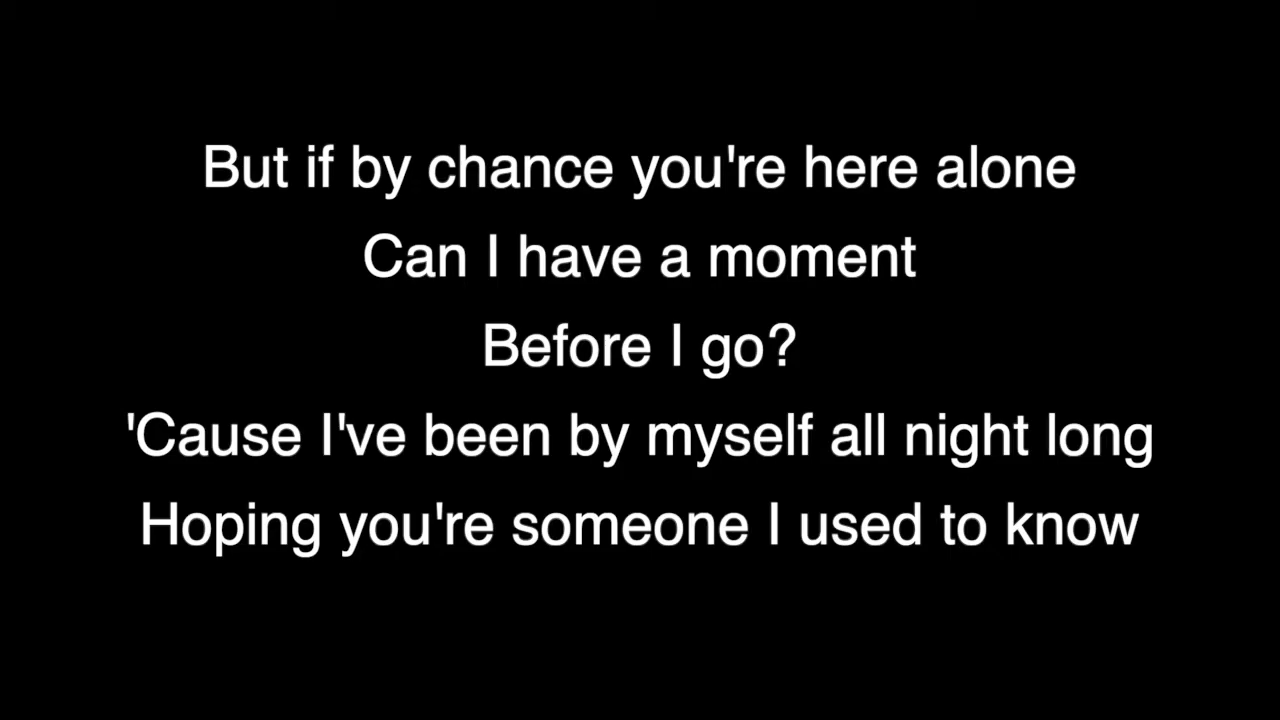 But if by chance you're here alone
Can I have a moment
Before I go?
'Cause I've been by myself all night long
Hoping you're someone I used to know